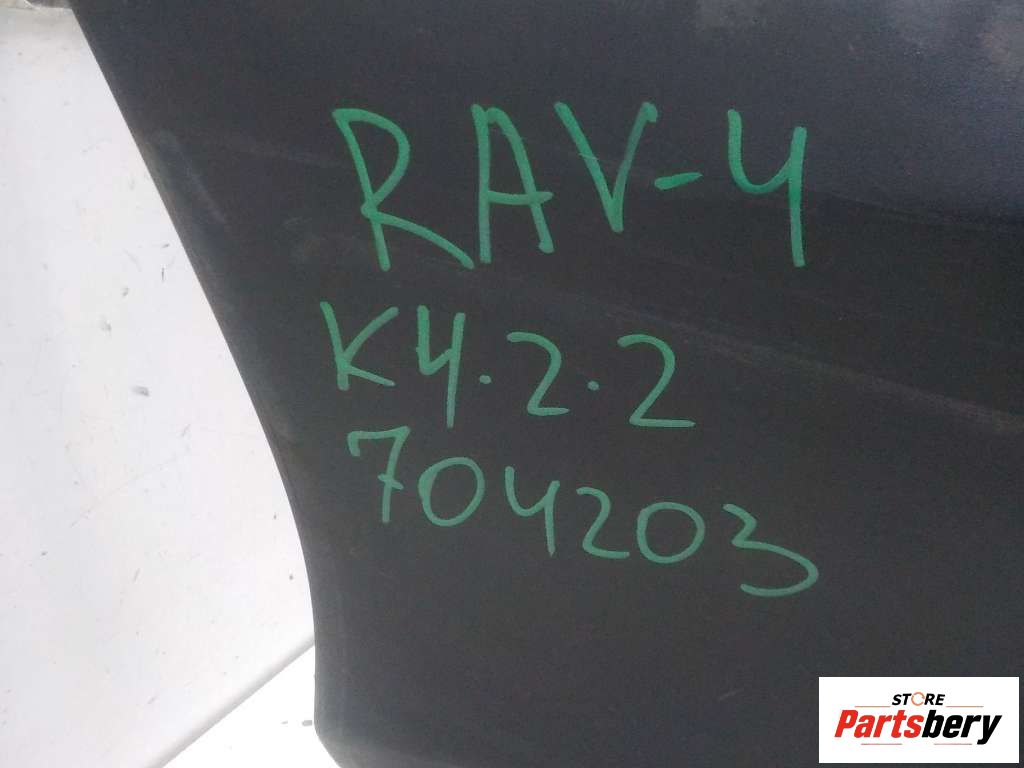 RAV-4
K4.2.2
704203
STORE
Partsbery